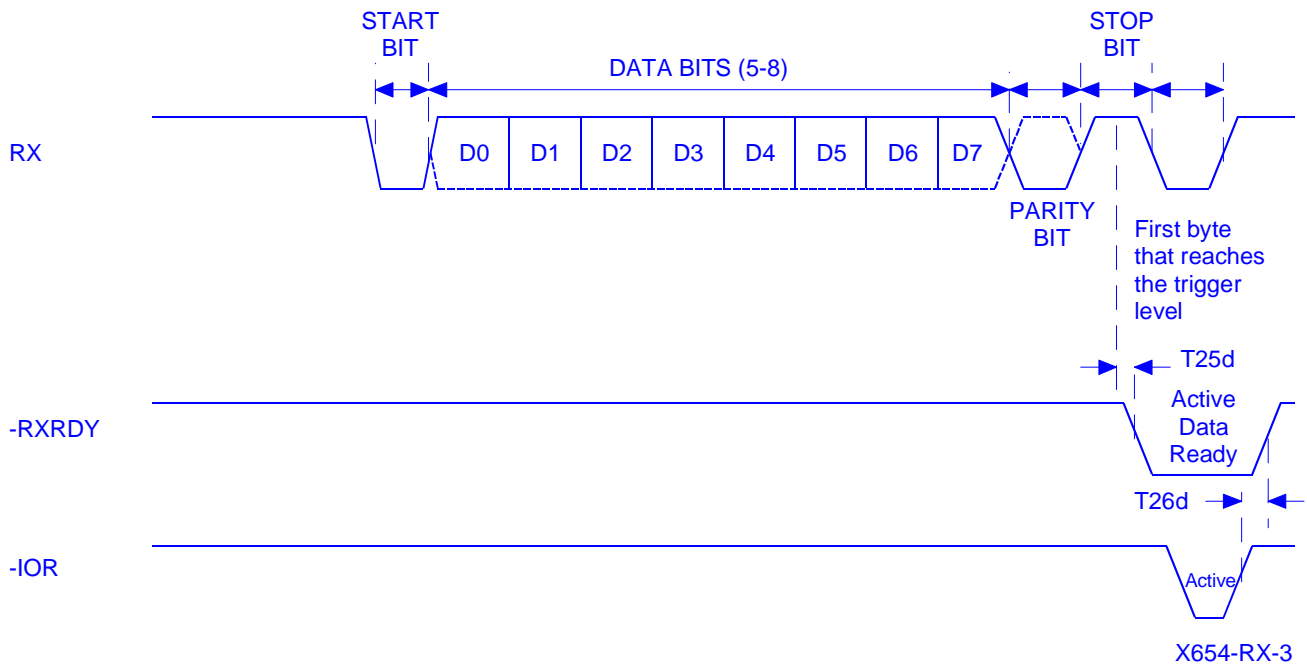 START
BIT
STOP
BIT
DATA BITS (5-8)
RX
D0 D1 D2 D3 D4 D5 D6 D7
PARITY
BIT
First byte
that reaches
the trigger
level
T25d
-RXRDY
Active
Data
Ready
T26d
-IOR
Active
X654-RX-3